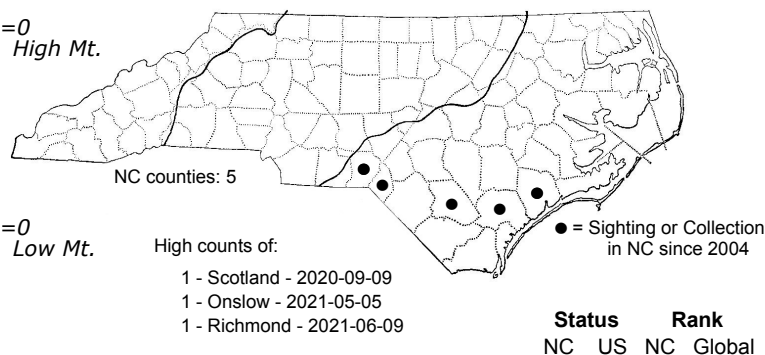 =0
High Mt.
NC counties: 5
=0
Low Mt.
High counts of:
1 - Scotland - 2020-09-09
1 - Onslow - 2021-05-05
1 - Richmond - 2021-06-09
● = Sighting or Collection
in NC since 2004
Status Rank
NC US NC Global